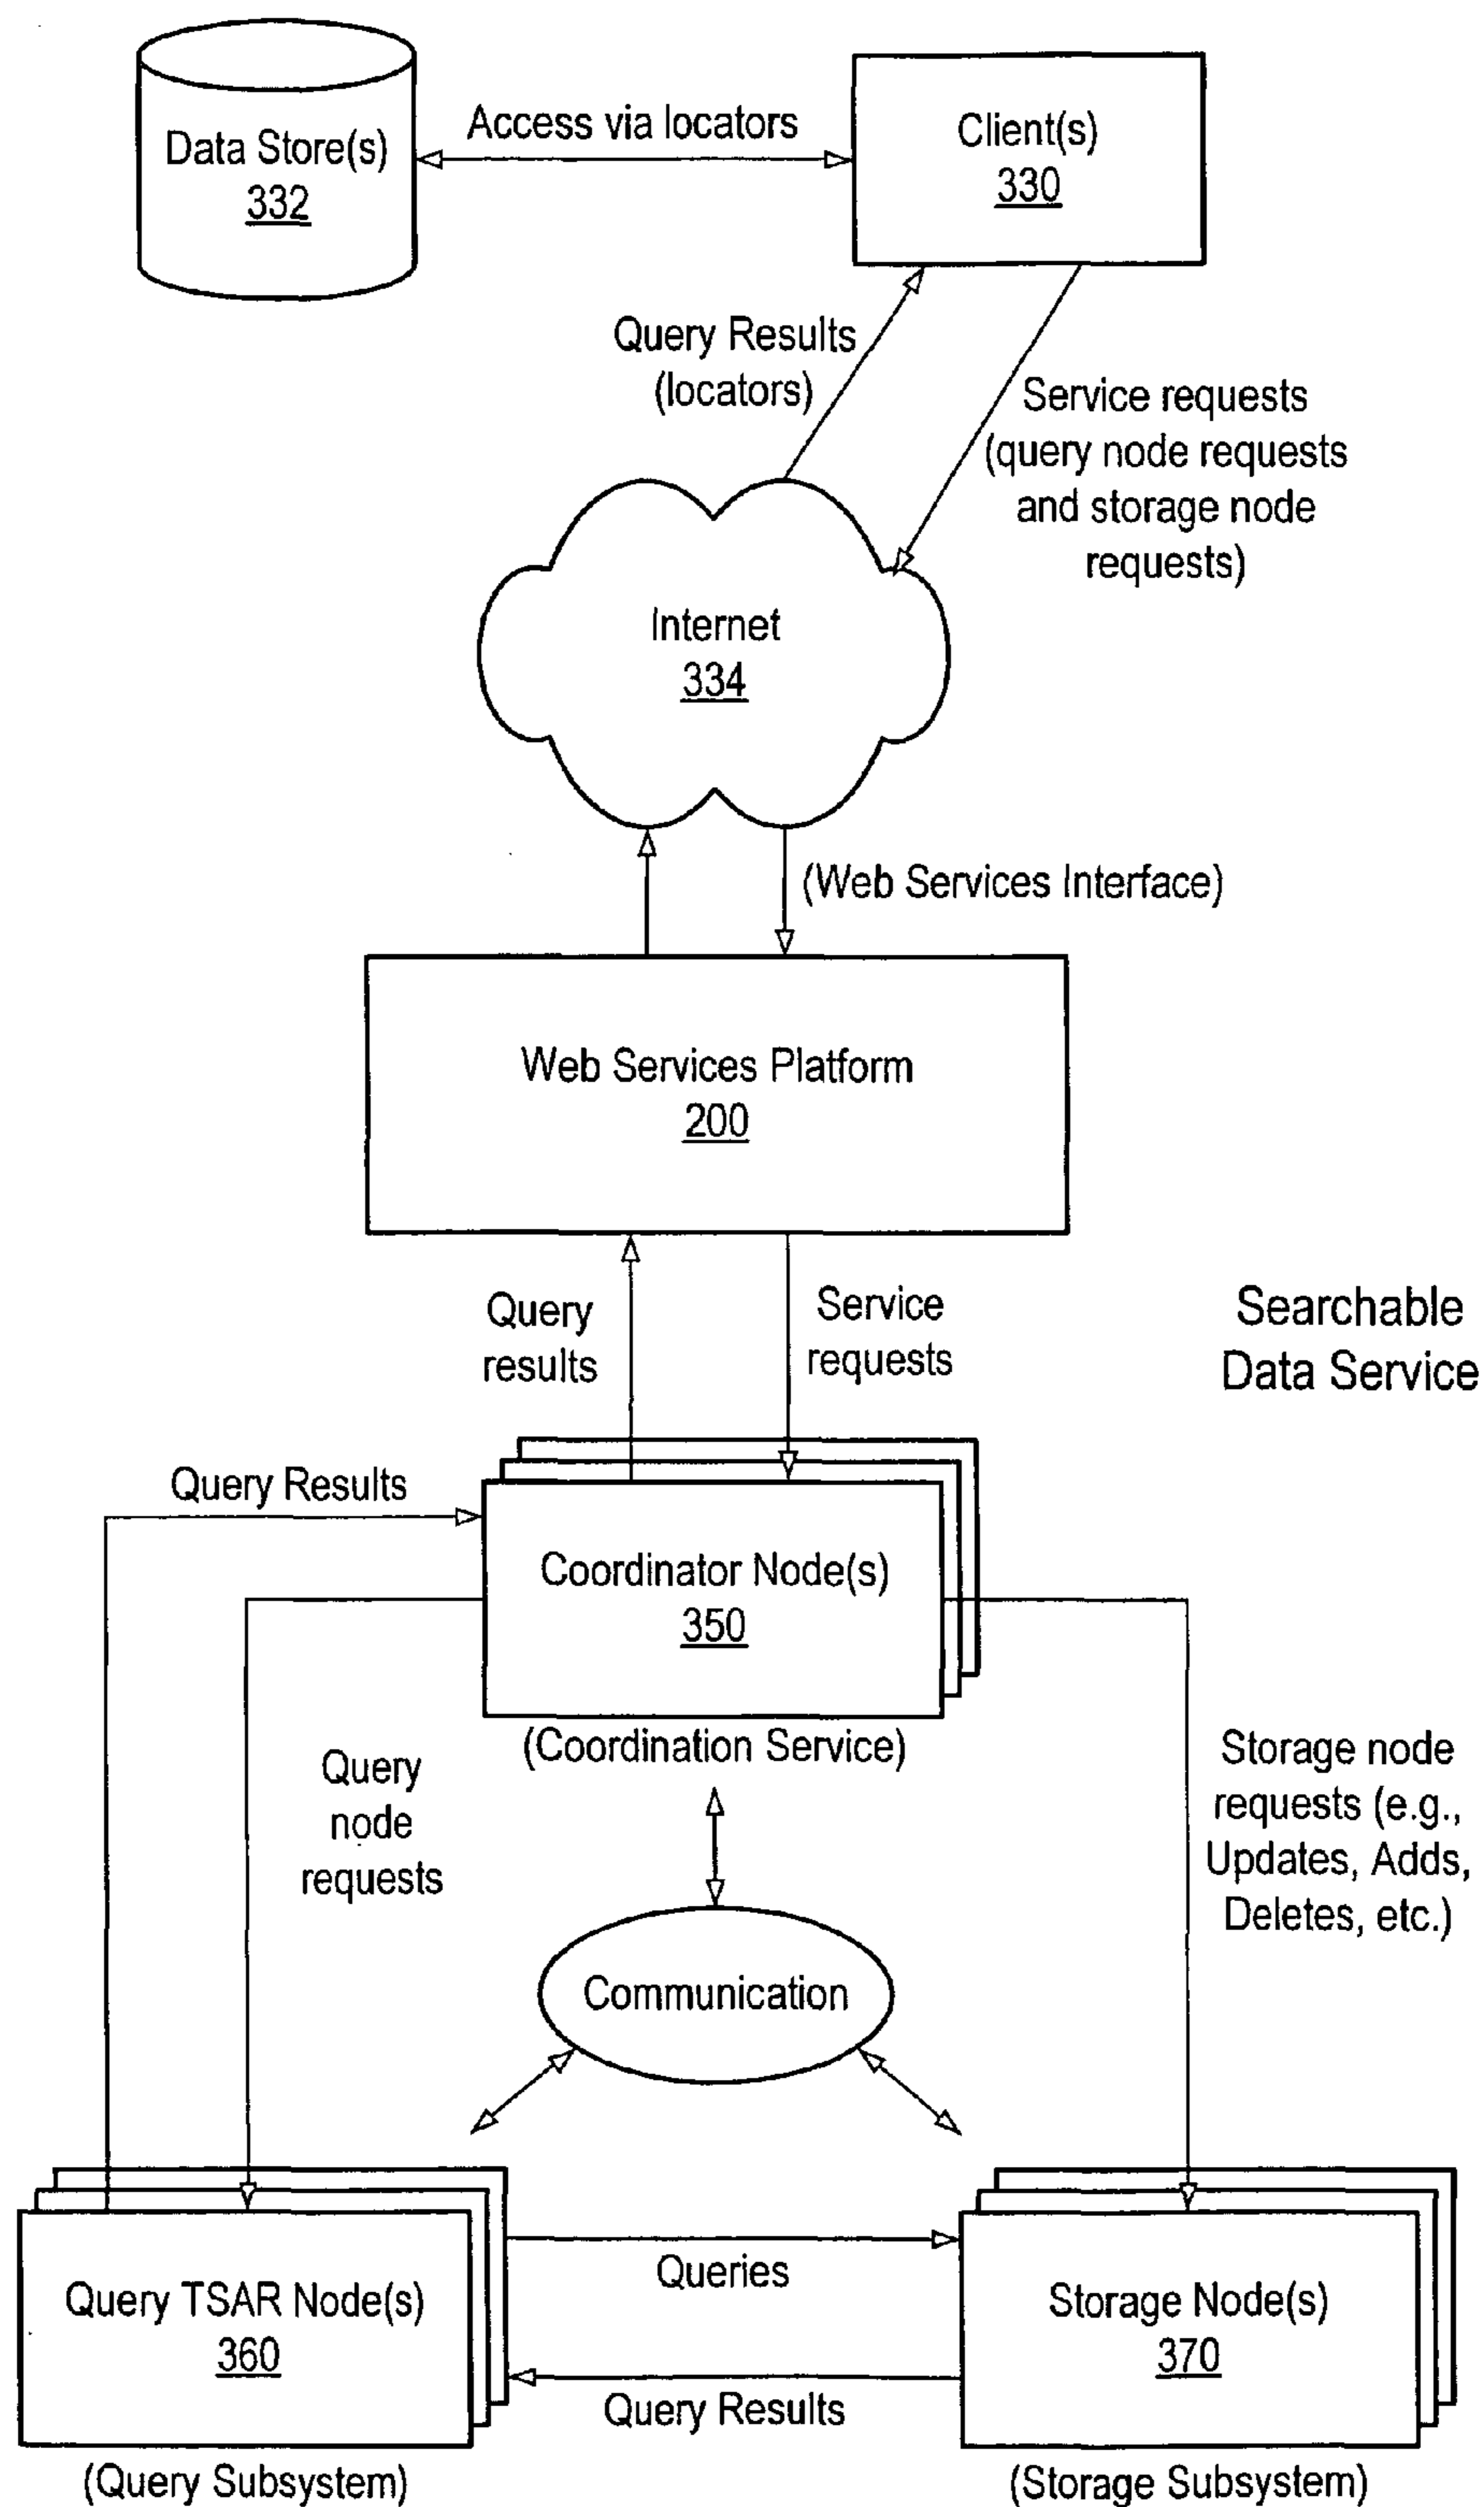 Data Store(s)
332
Access via locators
Client(s)
330
Query Results
(locators)
Service requests
(query node requests
and storage node
requests)
Internet
334
(Web Services Interface)
Web Services Platform
200
Query
results
Service
requests
Searchable
Data Service
Query Results
Coordinator Node(s)
350
(Coordination Service)
Query
node
requests
Storage node
requests (e.g.,
Updates, Adds,
Deletes, etc.)
Communication
Query TSAR Node(s)
360
Queries
Query Results
Storage Node(s)
370
(Query Subsystem)
(Storage Subsystem)